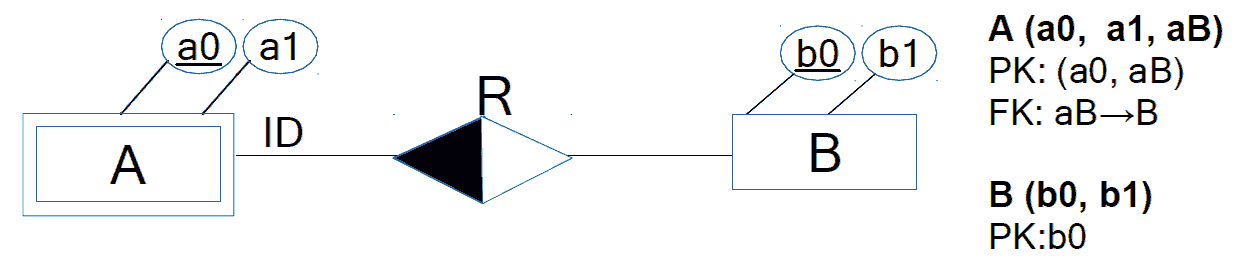 a0 a1
A
ID
R
b0 b1
B
A (a0, a1, aB)
PK: (a0, aB)
FK: aB→B
B (b0, b1)
PK:b0